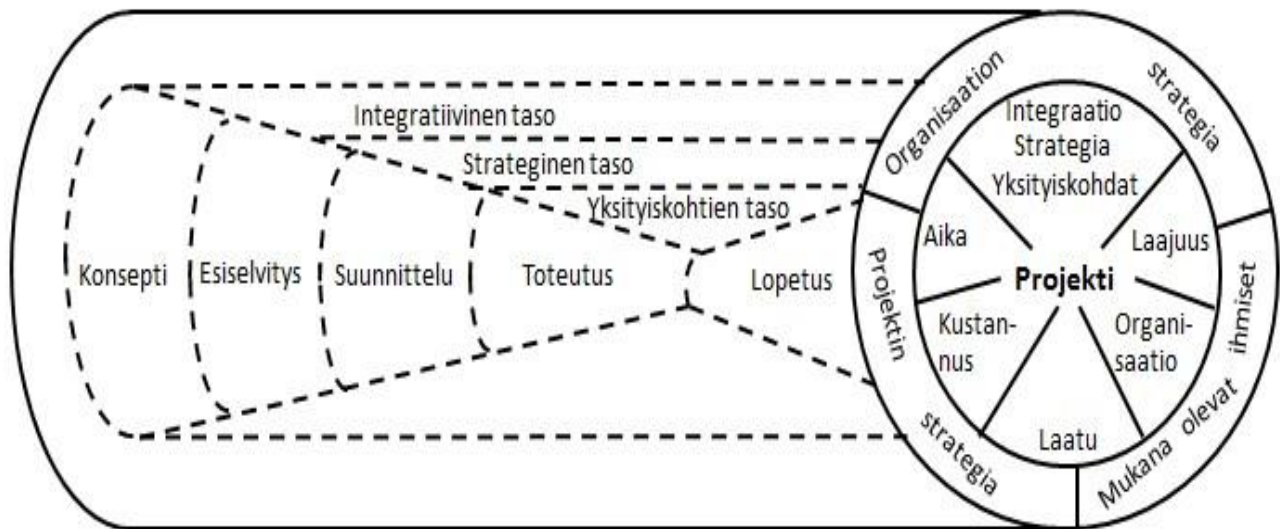 Integratiivinen taso
Strateginen taso
Yksityiskohtien taso
Konsepti
Esiselvitys
Suunnittelu
Toteutus
Lopetus
Organisaation
strategia
Projektin
strategia
Mukana olevat
ihmiset
Integraatio
Strategia
Yksityiskohdat
Aika
Laajuus
Projekti
Kustan-
nus
Organi-
saatio
Laatu